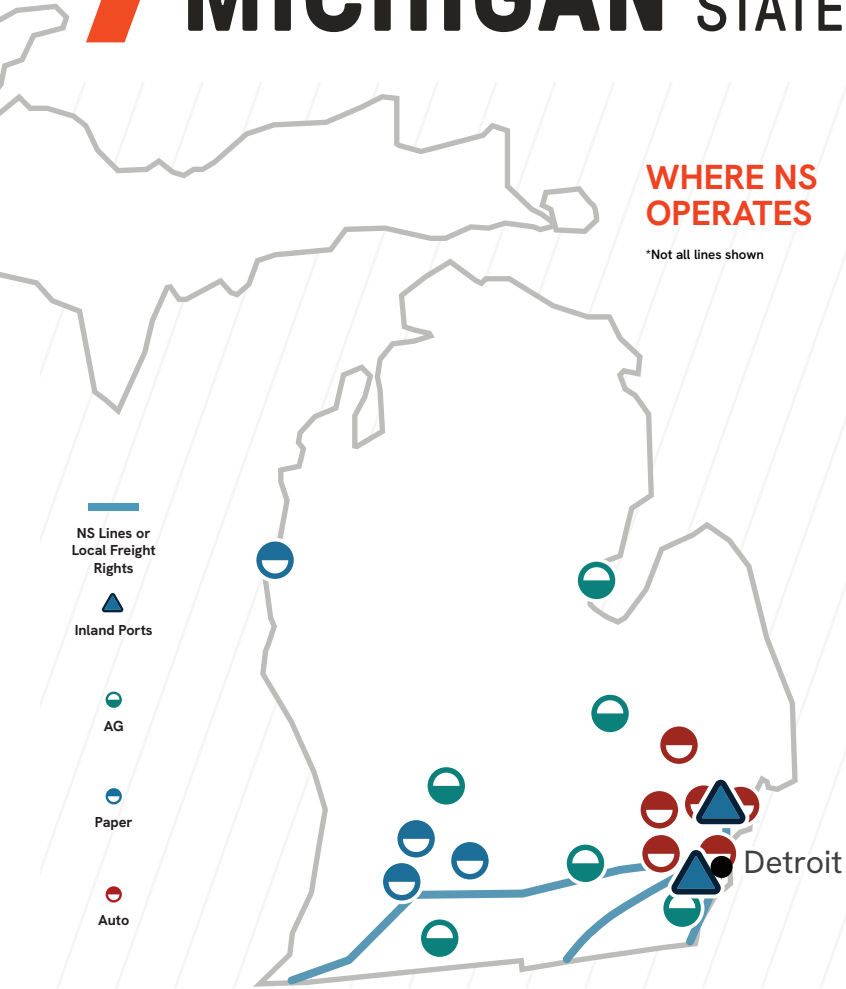 MICHIGAN STATE
WHERE NS
OPERATES
*Not all lines shown
NS Lines or
Local Freight
Rights
Inland Ports
AG
Paper
Auto
Detroit